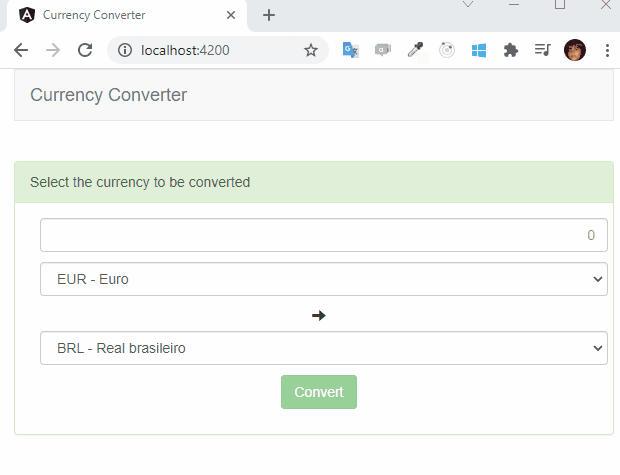 Currency Converter
localhost:4200
Currency Converter
Select the currency to be converted
0
EUR - Euro
BRL - Real brasileiro
Convert